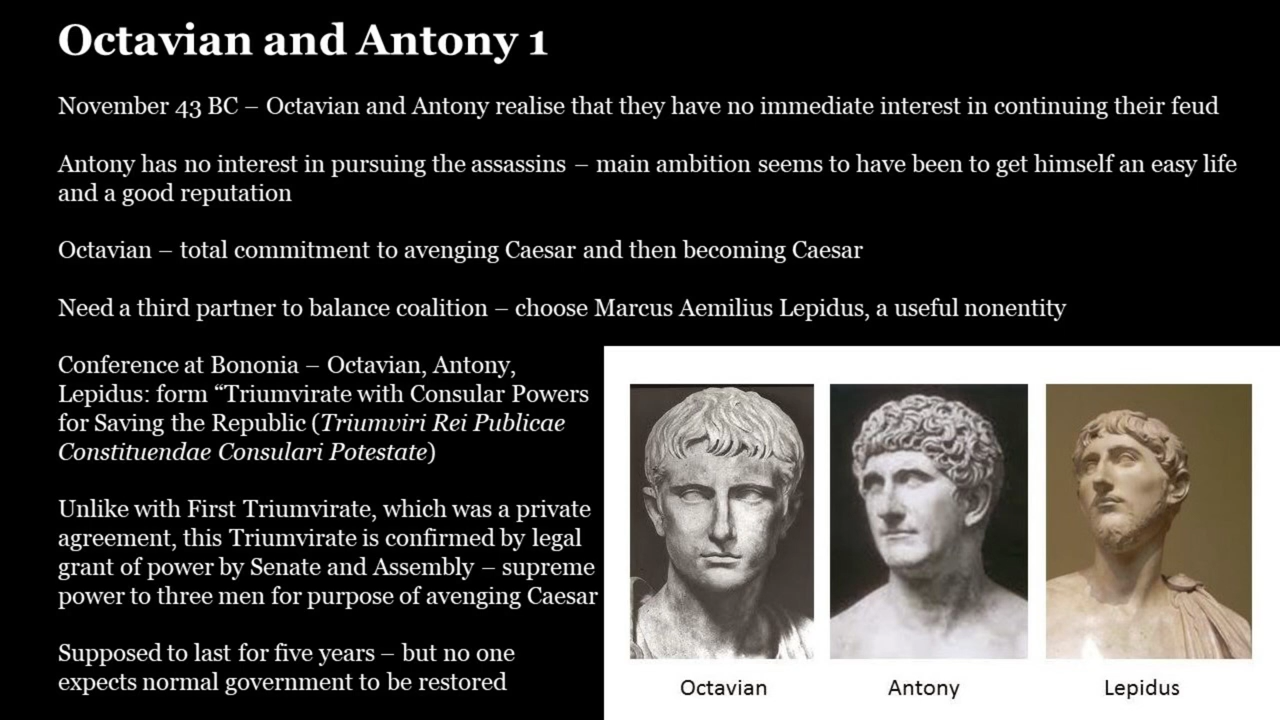 Octavian and Antony 1
November 43 BC – Octavian and Antony realise that they have no immediate interest in continuing their feud
Antony has no interest in pursuing the assassins – main ambition seems to have been to get himself an easy life
and a good reputation
Octavian – total commitment to avenging Caesar and then becoming Caesar
Need a third partner to balance coalition – choose Marcus Aemilius Lepidus, a useful nonentity
Conference at Bononia – Octavian, Antony,
Lepidus: form “Triumvirate with Consular Powers
for Saving the Republic (Triumviri Rei Publicae
Constituendae Consulari Potestate)
Unlike with First Triumvirate, which was a private
agreement, this Triumvirate is confirmed by legal
grant of power by Senate and Assembly – supreme
power to three men for purpose of avenging Caesar
Supposed to last for five years – but no one
expects normal government to be restored
Octavian
Antony
Lepidus